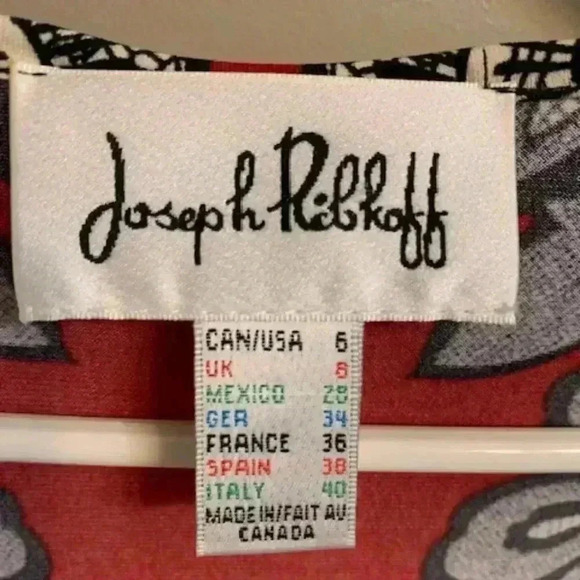 Joseph Ribkoff
CAN/USA 6
UK 8
MEXICO 28
GER 34
FRANCE 36
SPAIN 38
ITALY 40
MADE IN/FAIT AU
CANADA